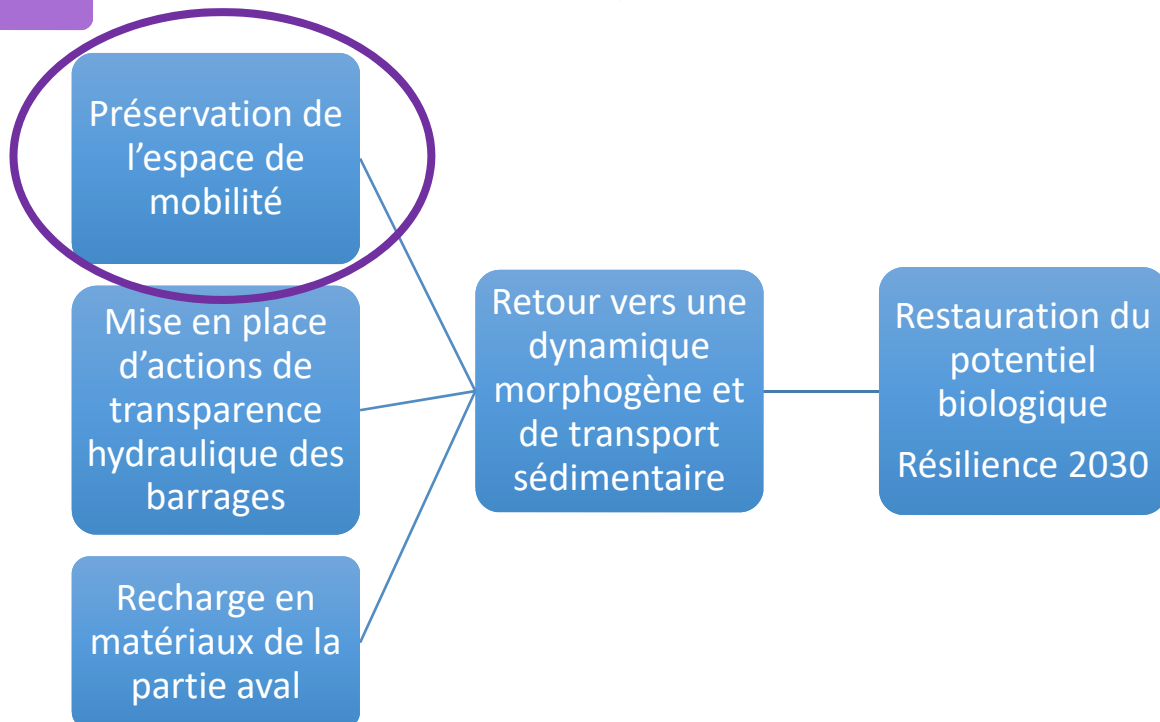 Préservation de
l’espace de
mobilité
Mise en place
d’actions de
transparence
hydraulique des
barrages
Recharge en
matériaux de la
partie aval
Retour vers une
dynamique
morphogène et
de transport
sédimentaire
Restauration du
potentiel
biologique
Résilience 2030